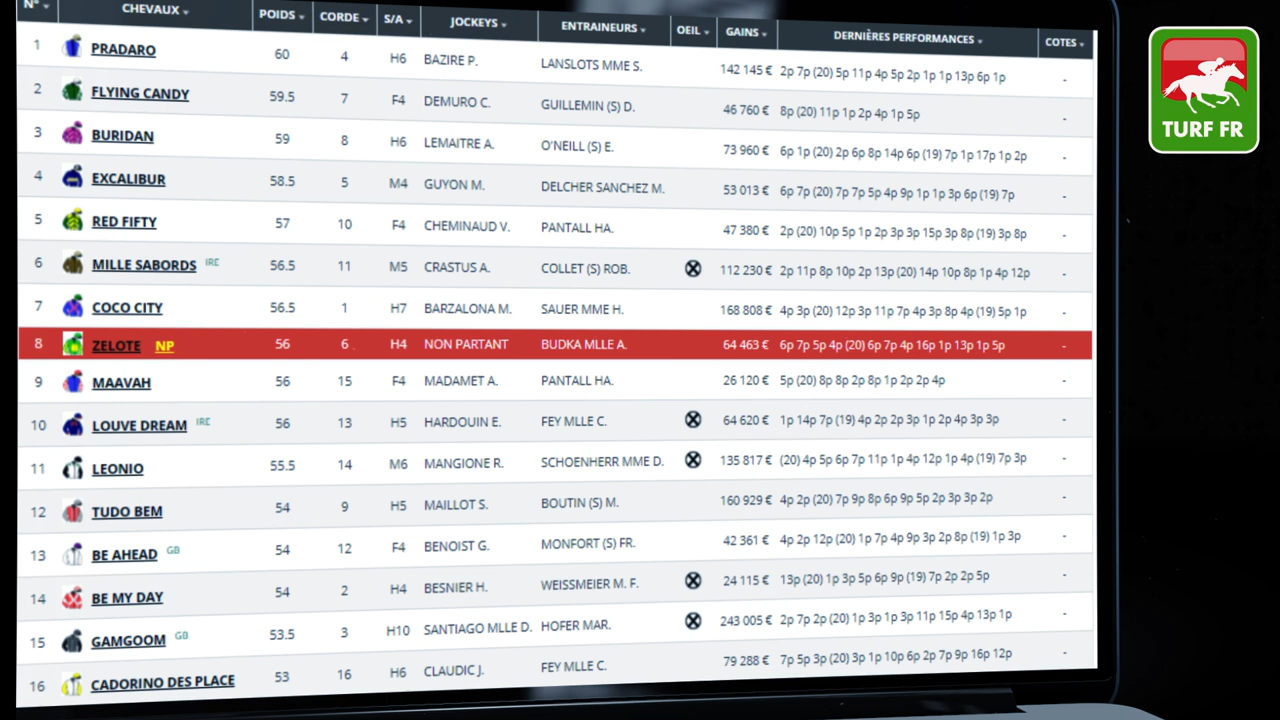 N° CHEVAUX POIDS CORDE S/A JOCKEYS ENTRAINEURS OEIL GAINS DERNIÈRES PERFORMANCES COTES
1 PRADARO 60 4 H6 BAZIRE P. LANSLOTS MME S. 142 145 € 2p 7p (20) 5p 11p 4p 5p 2p 1p 1p 13p 6p 1p -
2 FLYING CANDY 59.5 7 F4 DEMURO C. GUILLEMIN (S) D. 46 760 € 8p (20) 11p 1p 2p 4p 1p 5p -
3 BURIDAN 59 8 H6 LEMAITRE A. O'NEILL (S) E. 73 960 € 6p 1p (20) 2p 6p 8p 14p 6p (19) 7p 1p 17p 1p 2p -
4 EXCALIBUR 58.5 5 M4 GUYON M. DELCHER SANCHEZ M. 53 013 € 6p 7p (20) 7p 7p 5p 4p 9p 1p 1p 3p 6p (19) 7p -
5 RED FIFTY 57 10 F4 CHEMINAUD V. PANTALL HA. 47 380 € 2p (20) 10p 5p 1p 2p 3p 3p 15p 3p 8p (19) 3p 8p -
6 MILLE SABORDS IRE 56.5 11 M5 CRASTUS A. COLLET (S) ROB. 112 230 € 2p 11p 8p 10p 2p 13p (20) 14p 10p 8p 1p 4p 12p -
7 COCO CITY 56.5 1 H7 BARZALONA M. SAUER MME H. 168 808 € 4p 3p (20) 12p 3p 11p 7p 4p 3p 8p 4p (19) 5p 1p -
8 ZELOTE NP 56 6 H4 NON PARTANT BUDKA MLLE A. 64 463 € 6p 7p 5p 4p (20) 6p 7p 4p 16p 1p 13p 1p 5p -
9 MAAVAH 56 15 F4 MADAMET A. PANTALL HA. 26 120 € 5p (20) 8p 8p 2p 8p 1p 2p 2p 4p -
10 LOUVE DREAM IRE 56 13 H5 HARDOUIN E. FEY MLLE C. 64 620 € 1p 14p 7p (19) 4p 2p 2p 3p 1p 2p 4p 3p 3p -
11 LEONIO 55.5 14 M6 MANGIONE R. SCHOENHERR MME D. 135 817 € (20) 4p 5p 6p 7p 11p 1p 4p 12p 1p 4p (19) 7p 3p -
12 TUDO BEM 54 9 H5 MAILLOT S. BOUTIN (S) M. 160 929 € 4p 2p (20) 7p 9p 8p 6p 9p 5p 2p 3p 3p 2p -
13 BE AHEAD GB 54 12 F4 BENOIST G. MONFORT (S) FR. 42 361 € 4p 2p 12p (20) 1p 7p 4p 9p 3p 2p 8p (19) 1p 3p -
14 BE MY DAY 54 2 H4 BESNIER H. WEISSMEIER M. F. 24 115 € 13p (20) 1p 3p 5p 6p 9p (19) 7p 2p 2p 5p -
15 GAMGOOM GB 53.5 3 H10 SANTIAGO MLLE D. HOFER MAR. 243 005 € 2p 7p 2p (20) 1p 3p 1p 3p 11p 15p 4p 13p 1p -
16 CADORINO DES PLACE 53 16 H6 CLAUDIC J. FEY MLLE C. 79 288 € 7p 5p 3p (20) 3p 1p 10p 6p 2p 7p 9p 16p 12p -
TURF FR